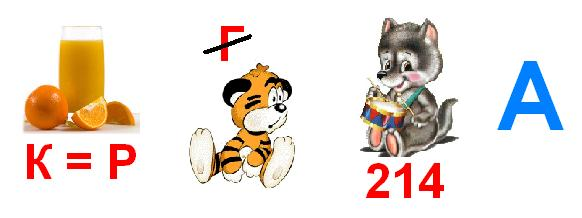 Г
А
К = Р
214